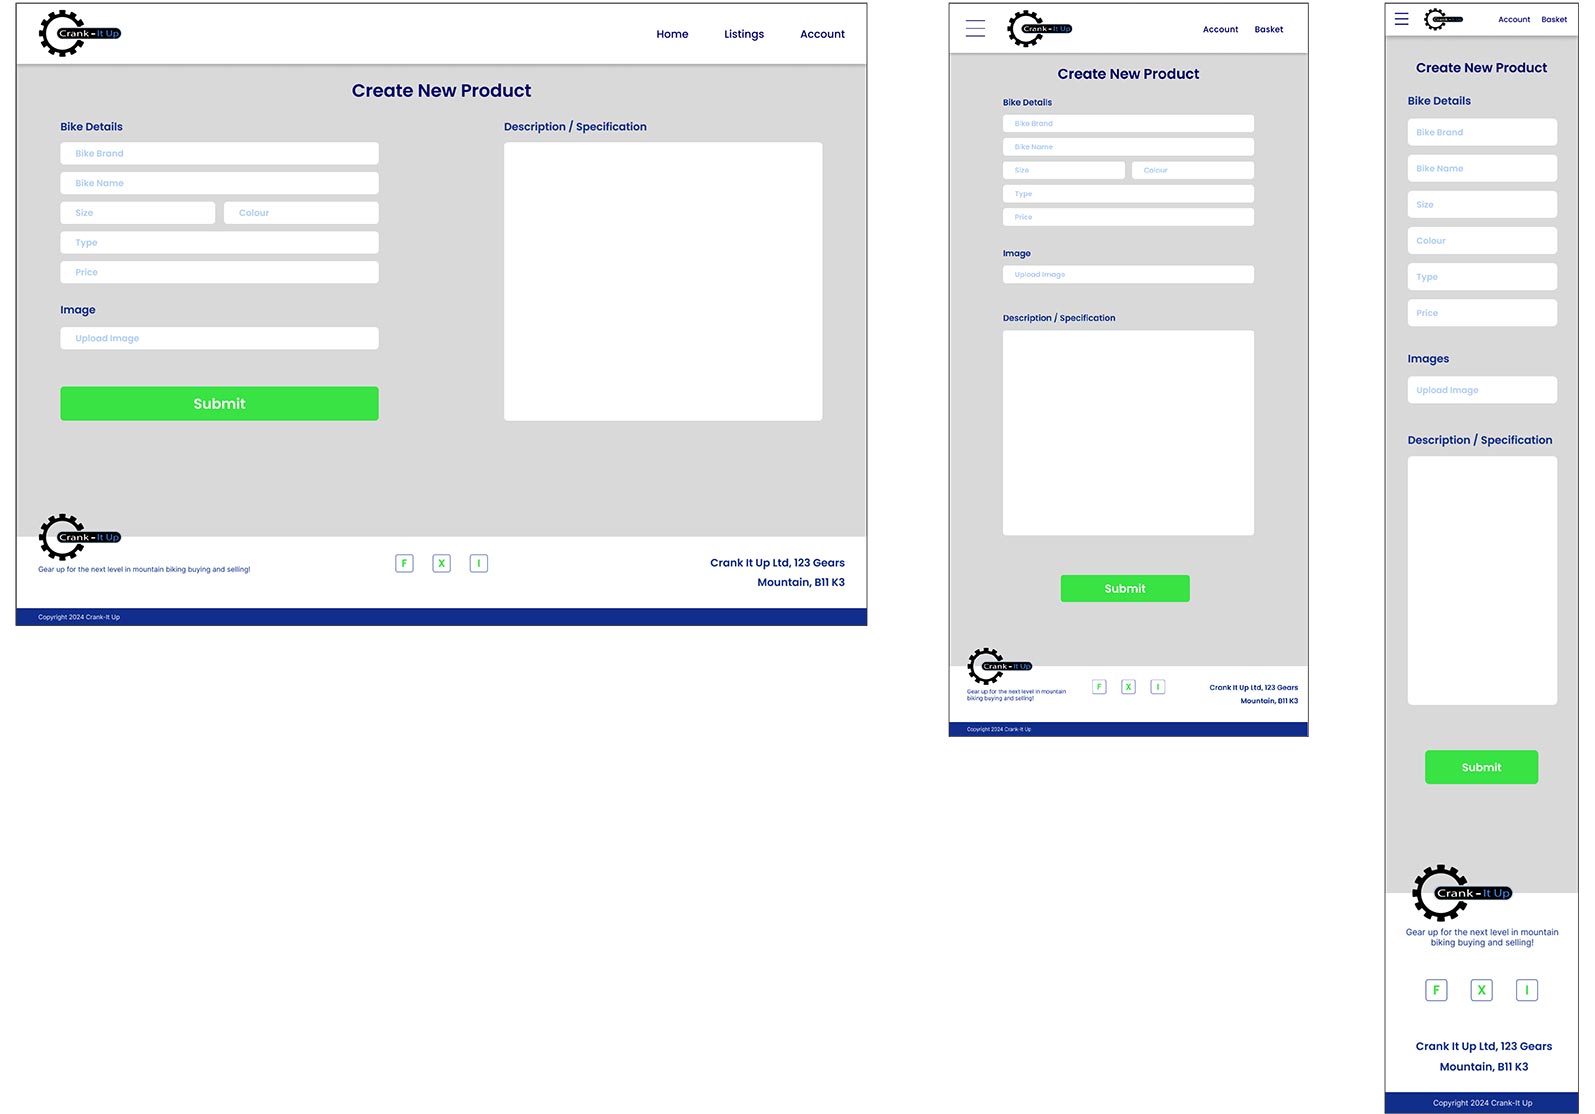 Crank-It Up
Home Listings Account
Create New Product
Bike Details
Bike Brand
Bike Name
Size Colour
Type
Price
Image
Upload Image
Submit
Description / Specification
Crank-It Up
Gear up for the next level in mountain biking buying and selling!
F X I
Crank It Up Ltd, 123 Gears
Mountain, B11 K3
Copyright 2024 Crank-It Up
Crank-It Up
Account Basket
Create New Product
Bike Details
Bike Brand
Bike Name
Size Colour
Type
Price
Image
Upload Image
Description / Specification
Submit
Crank-It Up
Gear up for the next level in mountain
biking buying and selling!
F X I
Crank It Up Ltd, 123 Gears
Mountain, B11 K3
Copyright 2024 Crank-It Up
Crank-It Up
Account Basket
Create New Product
Bike Details
Bike Brand
Bike Name
Size
Colour
Type
Price
Images
Upload Image
Description / Specification
Submit
Crank-It Up
Gear up for the next level in mountain
biking buying and selling!
F X I
Crank It Up Ltd, 123 Gears
Mountain, B11 K3
Copyright 2024 Crank-It Up